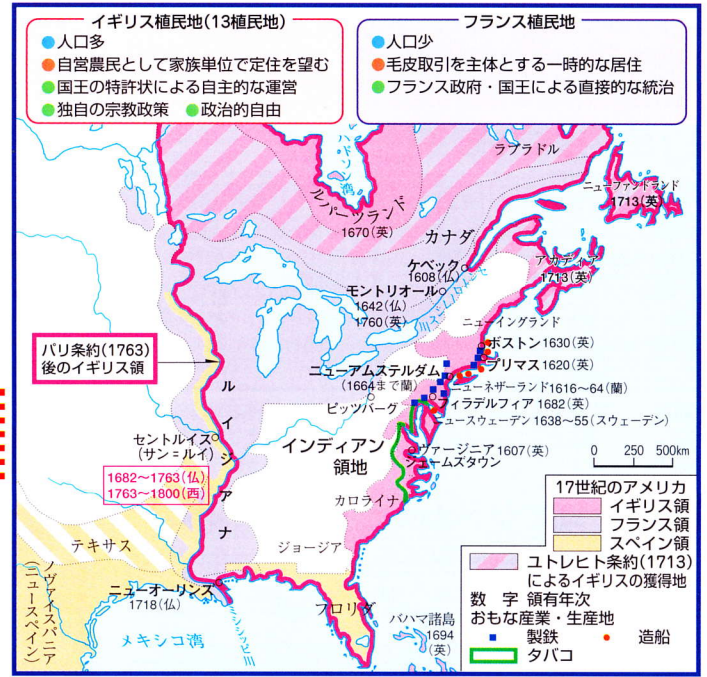 イギリス植民地(13植民地)
人口多
自営農民として家族単位で定住を望む
国王の特許状による自主的な運営
独自の宗教政策
政治的自由
フランス植民地
人口少
毛皮取引を主体とする一時的な居住
フランス政府・国王による直接的な統治
ハドソン湾
ラブラドル
ルパーツランド
1670(英)
ニューファンドランド
1713(英)
カナダ
ケベック
1608(仏)
アカディア
1713(英)
モントリオール
1642(仏)
1760(英)
セントローレンス川
ニューイングランド
ボストン 1630(英)
プリマス 1620(英)
パリ条約(1763)
後のイギリス領
ニューアムステルダム
(1664まで蘭)
ニューネザーランド 1616~64(蘭)
ピッツバーグ
フィラデルフィア 1682(英)
ニュースウェーデン 1638~55(スウェーデン)
ルイジアナ
セントルイス
(サン=ルイ)
インディアン
領地
ヴァージニア 1607(英)
ジェームズタウン
0 250 500km
1682~1763(仏)
1763~1800(西)
カロライナ
テキサス
ジョージア
ノヴァイスパニア
(ニュースペイン)
ニューオーリンズ
1718(仏)
フロリダ
メキシコ湾
ミシシッピ川
バハマ諸島
1694
(英)
17世紀のアメリカ
イギリス領
フランス領
スペイン領
ユトレヒト条約(1713)
によるイギリスの獲得地
数 字 領有年次
おもな産業・生産地
製鉄
造船
タバコ